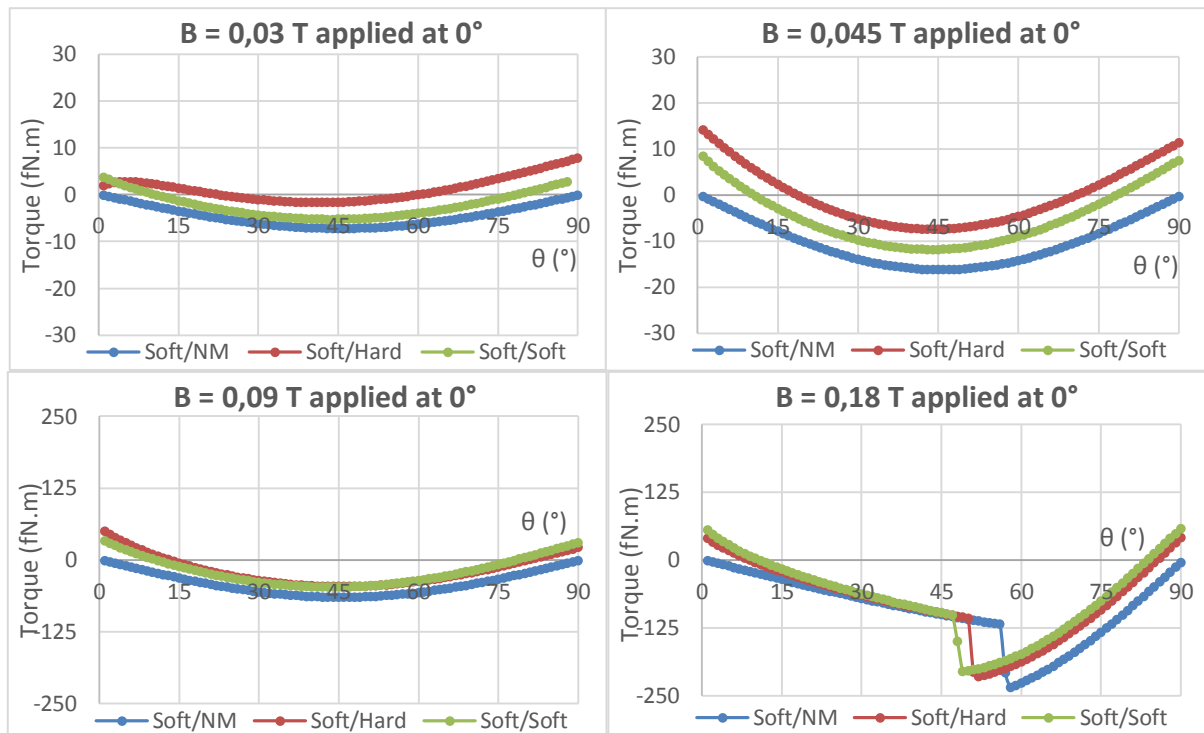 B = 0,03 T applied at 0°
30
20
10
0
-10
-20
-30
0 15 30 45 60 75 90
Torque (fN.m)
θ (°)
Soft/NM Soft/Hard Soft/Soft
B = 0,045 T applied at 0°
30
20
10
0
-10
-20
-30
0 15 30 45 60 75 90
Torque (fN.m)
θ (°)
Soft/NM Soft/Hard Soft/Soft
B = 0,09 T applied at 0°
250
125
0
-125
-250
0 15 30 45 60 75 90
Torque (fN.m)
θ (°)
Soft/NM Soft/Hard Soft/Soft
B = 0,18 T applied at 0°
250
125
0
-125
-250
0 15 30 45 60 75 90
Torque (fN.m)
θ (°)
Soft/NM Soft/Hard Soft/Soft